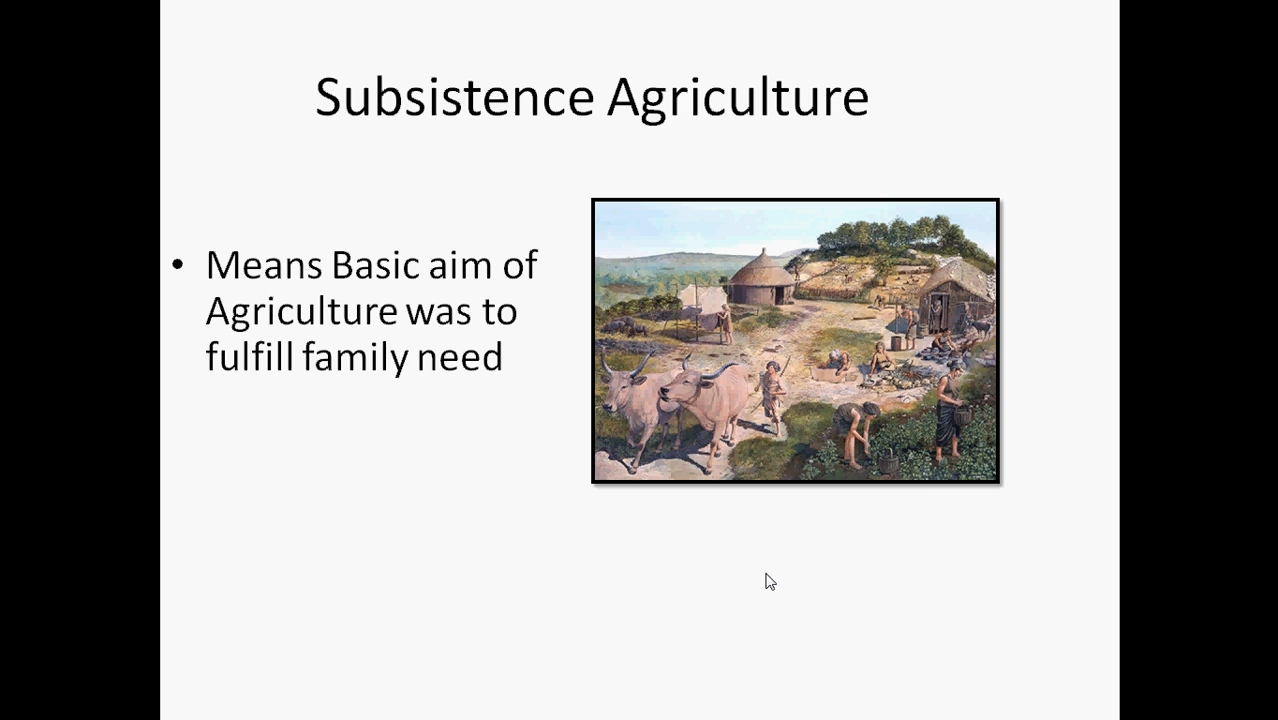 Subsistence Agriculture
• Means Basic aim of
Agriculture was to
fulfill family need